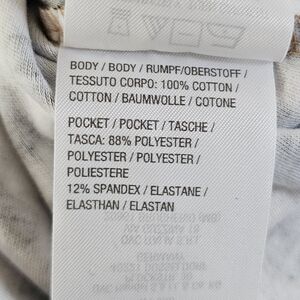 BODY / BODY / RUMPF/OBERSTOFF /
TESSUTO CORPO: 100% COTTON /
COTTON / BAUMWOLLE / COTONE
POCKET / POCKET / TASCHE /
TASCA: 88% POLYESTER /
POLYESTER / POLYESTER /
POLIESTERE
12% SPANDEX / ELASTANE /
ELASTHAN / ELASTAN